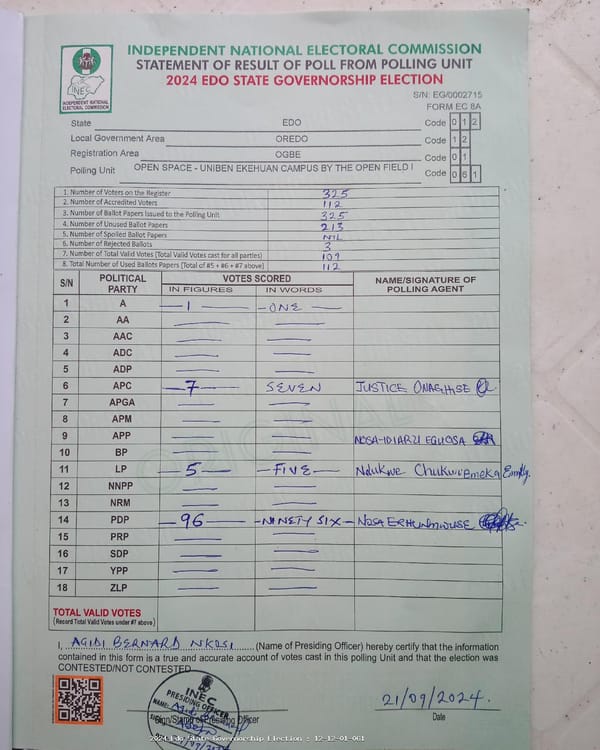 INDEPENDENT NATIONAL ELECTORAL COMMISSION
STATEMENT OF RESULT OF POLL FROM POLLING UNIT
2024 EDO STATE GOVERNORSHIP ELECTION
INEC
INDEPENDENT NATIONAL
ELECTORAL COMMISSION
S/N: EG/0002715
FORM EC 8A
State EDO Code 0 1 2
Local Government Area OREDO Code 1 2
Registration Area OGBE Code 0 1
Polling Unit OPEN SPACE - UNIBEN EKEHUAN CAMPUS BY THE OPEN FIELD I Code 0 6 1
1. Number of Voters on the Register 325
2. Number of Accredited Voters 112
3. Number of Ballot Papers Issued to the Polling Unit 325
4. Number of Unused Ballot Papers 213
5. Number of Spoiled Ballot Papers NIL
6. Number of Rejected Ballots 3
7. Number of Total Valid Votes (Total Valid Votes cast for all parties) 109
8. Total Number of Used Ballots Papers (Total of #5 + #6 + #7 above) 112
S/N POLITICAL PARTY VOTES SCORED NAME/SIGNATURE OF POLLING AGENT
IN FIGURES IN WORDS
1 A 1 ONE
2 AA
3 AAC
4 ADC
5 ADP
6 APC 7 SEVEN JUSTICE ONAGHISE
7 APGA
8 APM
9 APP NOSA-IDIARU EGUOSA
10 BP
11 LP 5 FIVE Ndukwe Chukwuemeka
12 NNPP
13 NRM
14 PDP 96 NINETY SIX NOSA ERHUNMWUSE
15 PRP
16 SDP
17 YPP
18 ZLP
TOTAL VALID VOTES
(Record Total Valid Votes under #7 above)
I, AGIDI BERNARD NKOSI (Name of Presiding Officer) hereby certify that the information
contained in this form is a true and accurate account of votes cast in this polling Unit and that the election was
CONTESTED/NOT CONTESTED
INEC
PRESIDING OFFICER
NAME:
21/09/2024.
Sign/Stamp of Presiding Officer Date
2024 Edo State Governorship Election : 12-12-01-061